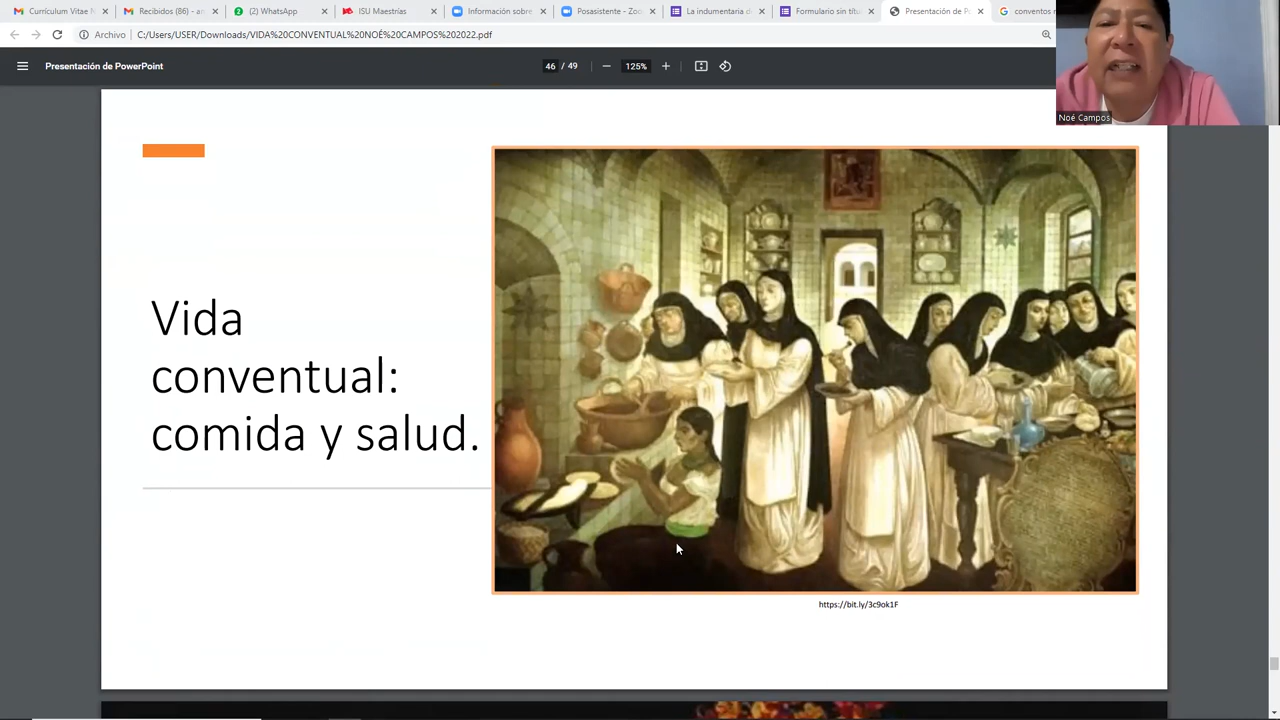 Currículum Vitae N
Recibidos (86) - an
(2) WhatsApp
ISU Maestrías
Información sobre
Posasistente - Zoo
La indumentaria d
Formulario sin títu
Presentación de P
conventos n
Archivo
C:/Users/USER/Downloads/VIDA%20CONVENTUAL%20NOÉ%20CAMPOS%202022.pdf
Presentación de PowerPoint
46 / 49
125%
Noé Campos
Vida
conventual:
comida y salud.
https://bit.ly/3c9ok1F